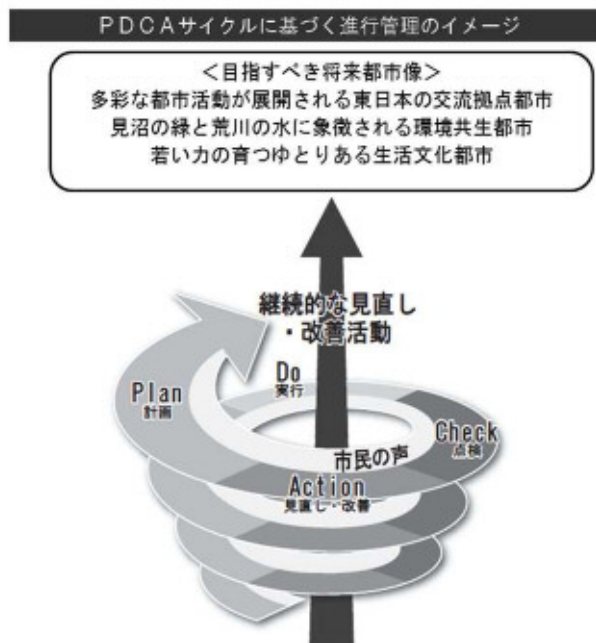 PDCAサイクルに基づく進行管理のイメージ
＜目指すべき将来都市像＞
多彩な都市活動が展開される東日本の交流拠点都市
見沼の緑と荒川の水に象徴される環境共生都市
若い力の育つゆとりある生活文化都市
継続的な見直し
・改善活動
Do
実行
Plan
計画
Check
点検
市民の声
Action
見直し・改善